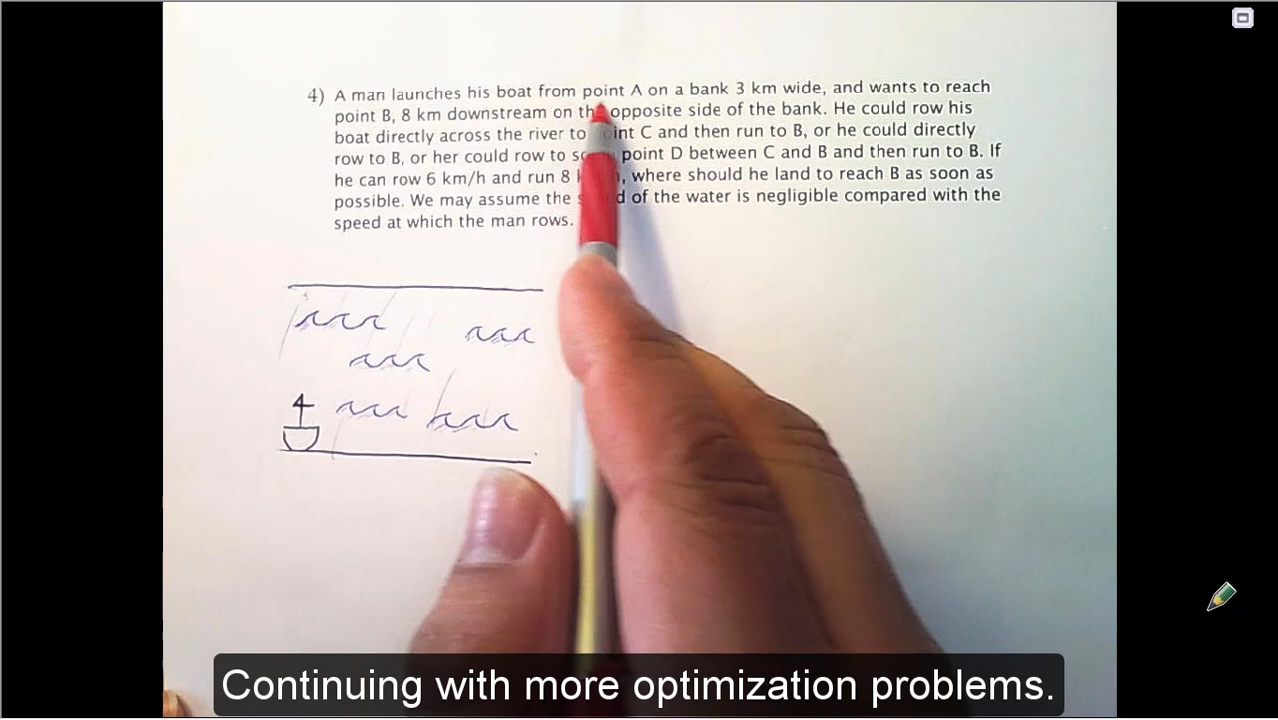 4) A man launches his boat from point A on a bank 3 km wide, and wants to reach
point B, 8 km downstream on opposite side of the bank. He could row his
boat directly across the river to C and then run to B, or he could directly
row to B, or her could row to point D between C and B and then run to B. If
he can row 6 km/h and run 8 where should he land to reach B as soon as
possible. We may assume the of the water is negligible compared with the
speed at which the man rows.
Continuing with more optimization problems.